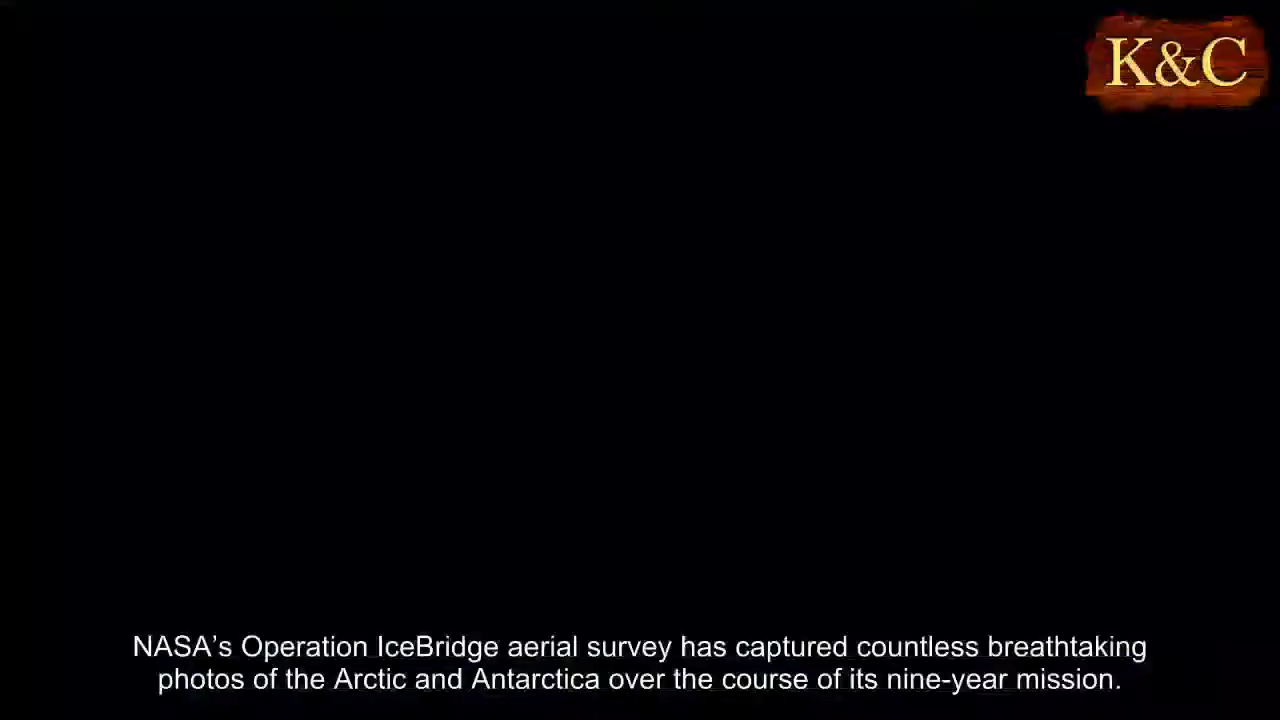 K&C
NASA’s Operation IceBridge aerial survey has captured countless breathtaking
photos of the Arctic and Antarctica over the course of its nine-year mission.